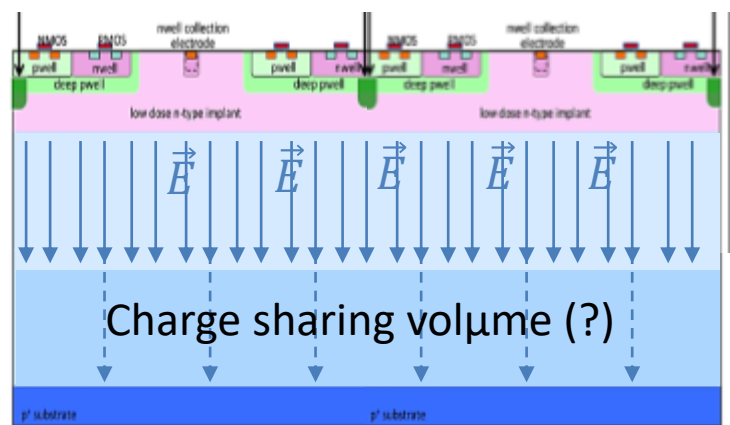 nwell collection
electrode
nwell collection
electrode
NMOS PMOS NMOS PMOS
pwell nwell pwell nwell pwell nwell pwell nwell
deep pwell deep pwell deep pwell deep pwell
low dose n-type implant low dose n-type implant
E E E E E
Charge sharing volμme (?)
p⁺ substrate p⁺ substrate